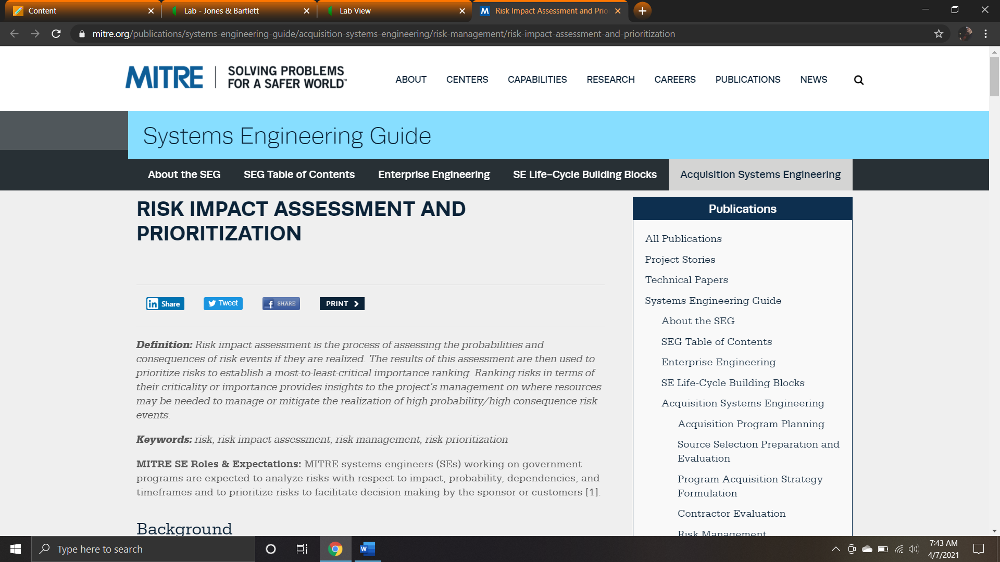 Content
Lab - Jones & Bartlett
Lab View
Risk Impact Assessment and Prio
mitre.org/publications/systems-engineering-guide/acquisition-systems-engineering/risk-management/risk-impact-assessment-and-prioritization
MITRE
SOLVING PROBLEMS
FOR A SAFER WORLD™
ABOUT
CENTERS
CAPABILITIES
RESEARCH
CAREERS
PUBLICATIONS
NEWS
Systems Engineering Guide
About the SEG
SEG Table of Contents
Enterprise Engineering
SE Life-Cycle Building Blocks
Acquisition Systems Engineering
RISK IMPACT ASSESSMENT AND
PRIORITIZATION
in Share
Tweet
f SHARE
PRINT
Definition: Risk impact assessment is the process of assessing the probabilities and
consequences of risk events if they are realized. The results of this assessment are then used to
prioritize risks to establish a most-to-least-critical importance ranking. Ranking risks in terms of
their criticality or importance provides insights to the project's management on where resources
may be needed to manage or mitigate the realization of high probability/high consequence risk
events.
Keywords: risk, risk impact assessment, risk management, risk prioritization
MITRE SE Roles & Expectations: MITRE systems engineers (SEs) working on government
programs are expected to analyze risks with respect to impact, probability, dependencies, and
timeframes and to prioritize risks to facilitate decision making by the sponsor or customers [1].
Background
Publications
All Publications
Project Stories
Technical Papers
Systems Engineering Guide
About the SEG
SEG Table of Contents
Enterprise Engineering
SE Life-Cycle Building Blocks
Acquisition Systems Engineering
Acquisition Program Planning
Source Selection Preparation and
Evaluation
Program Acquisition Strategy
Formulation
Contractor Evaluation
Risk Management
Type here to search
7:43 AM
4/7/2021